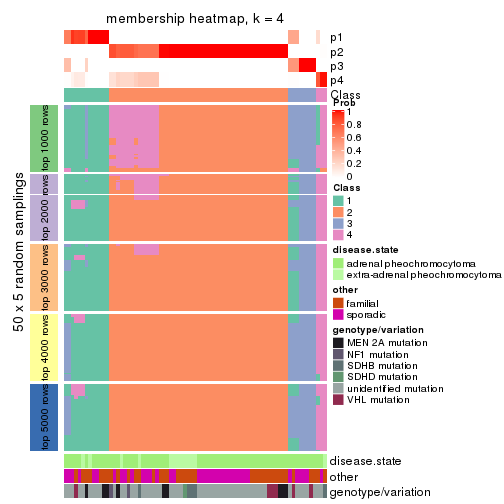 membership heatmap, k = 4
p1
p2
p3
p4
Class
50 x 5 random samplings
top 1000 rows
top 2000 rows
top 3000 rows
top 4000 rows
top 5000 rows
disease.state
other
genotype/variation
Prob
1
0.8
0.6
0.4
0.2
0
Class
1
2
3
4
disease.state
adrenal pheochromocytoma
extra-adrenal pheochromocytoma
other
familial
sporadic
genotype/variation
MEN 2A mutation
NF1 mutation
SDHB mutation
SDHD mutation
unidentified mutation
VHL mutation